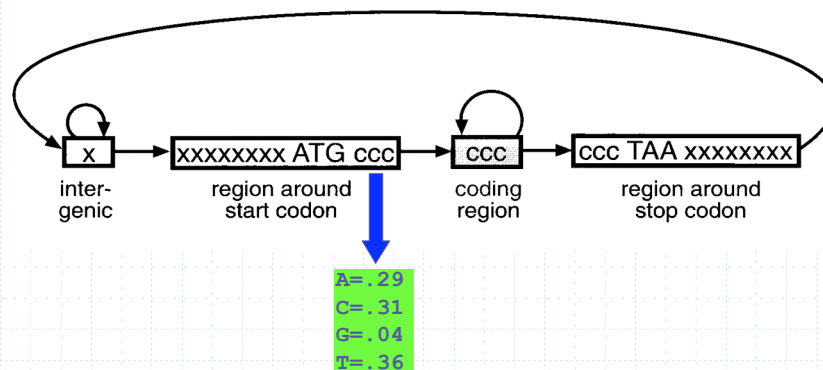 x
xxxxxxxx ATG ccc
ccc
ccc TAA xxxxxxxx
inter-
genic
region around
start codon
coding
region
region around
stop codon
A=.29
C=.31
G=.04
T=.36